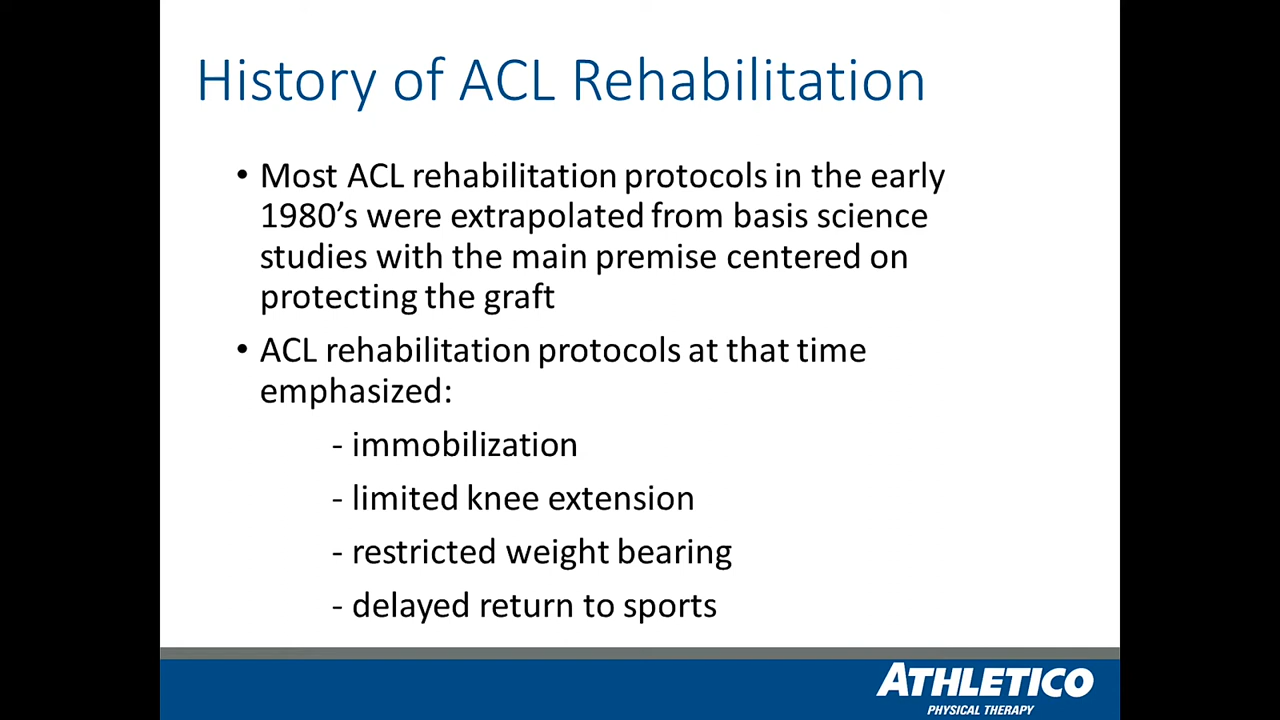 History of ACL Rehabilitation
• Most ACL rehabilitation protocols in the early
1980’s were extrapolated from basis science
studies with the main premise centered on
protecting the graft
• ACL rehabilitation protocols at that time
emphasized:
- immobilization
- limited knee extension
- restricted weight bearing
- delayed return to sports
ATHLETICO
PHYSICAL THERAPY